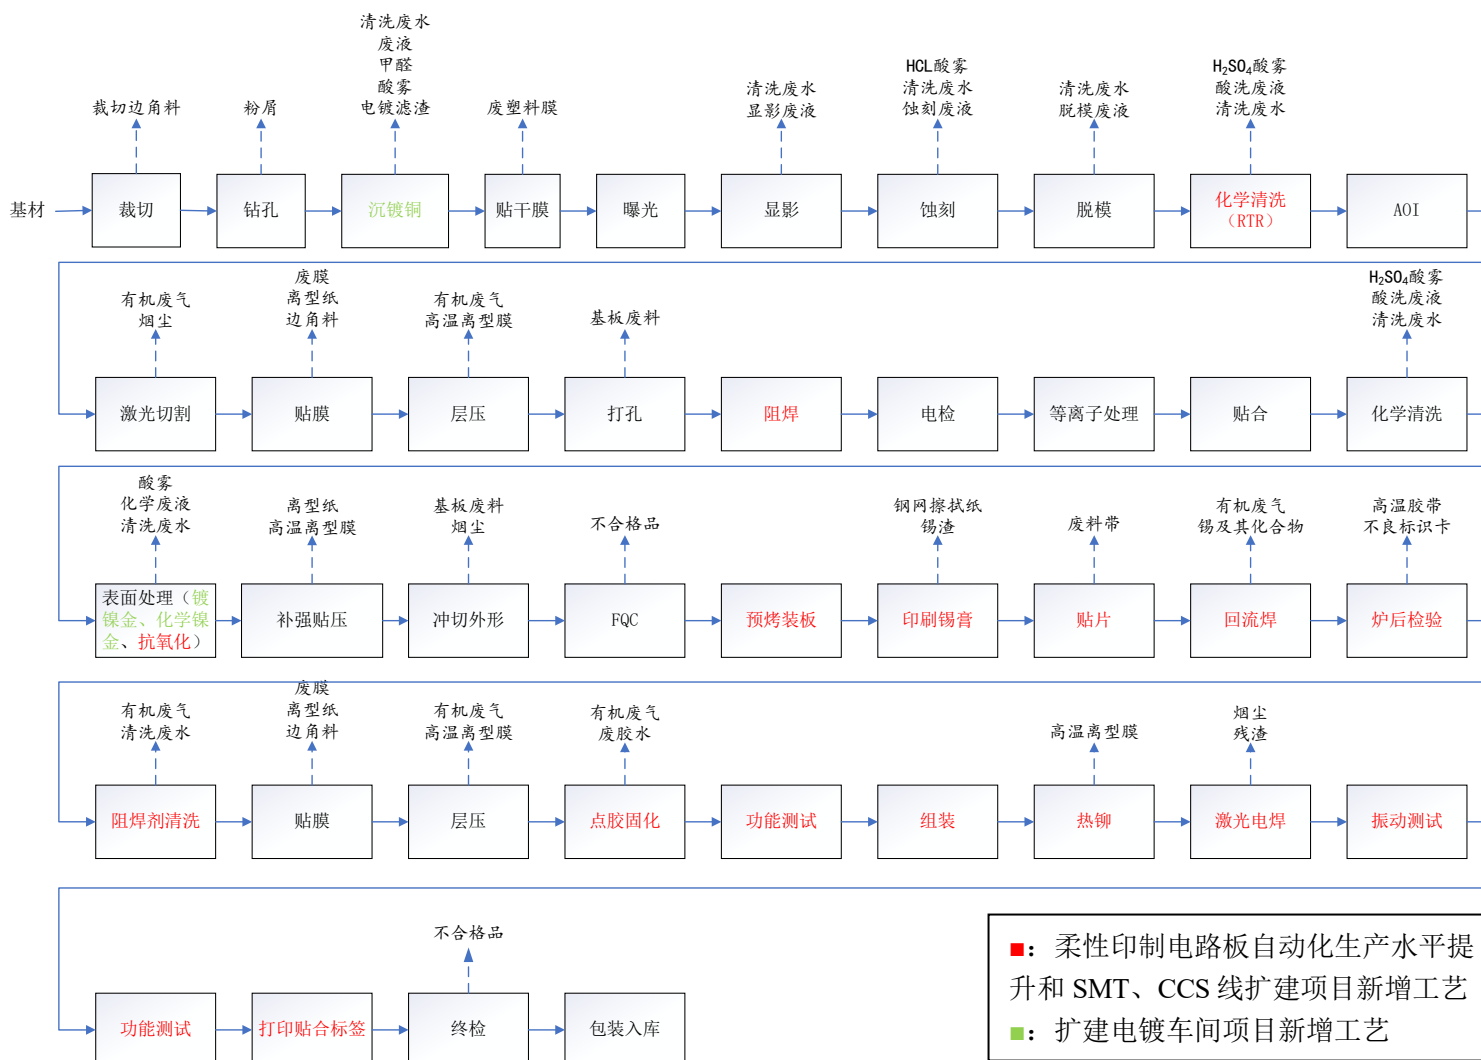 清洗废水
废液
甲醛
酸雾
电镀滤渣
裁切边角料
粉屑
废塑料膜
清洗废水
显影废液
HCL酸雾
清洗废水
蚀刻废液
清洗废水
脱模废液
H₂SO₄酸雾
酸洗废液
清洗废水
基材
裁切
钻孔
沉镀铜
贴干膜
曝光
显影
蚀刻
脱模
化学清洗
（RTR）
AOI
有机废气
烟尘
废膜
离型纸
边角料
有机废气
高温离型膜
基板废料
H₂SO₄酸雾
酸洗废液
清洗废水
激光切割
贴膜
层压
打孔
阻焊
电检
等离子处理
贴合
化学清洗
酸雾
化学废液
清洗废水
离型纸
高温离型膜
基板废料
烟尘
不合格品
钢网擦拭纸
锡渣
废料带
有机废气
锡及其化合物
高温胶带
不良标识卡
表面处理（镀
镍金、化学镍
金、抗氧化）
补强贴压
冲切外形
FQC
预烤装板
印刷锡膏
贴片
回流焊
炉后检验
有机废气
清洗废水
废膜
离型纸
边角料
有机废气
高温离型膜
有机废气
废胶水
高温离型膜
烟尘
残渣
阻焊剂清洗
贴膜
层压
点胶固化
功能测试
组装
热铆
激光电焊
振动测试
不合格品
功能测试
打印贴合标签
终检
包装入库
■：柔性印制电路板自动化生产水平提
升和 SMT、CCS 线扩建项目新增工艺
■：扩建电镀车间项目新增工艺